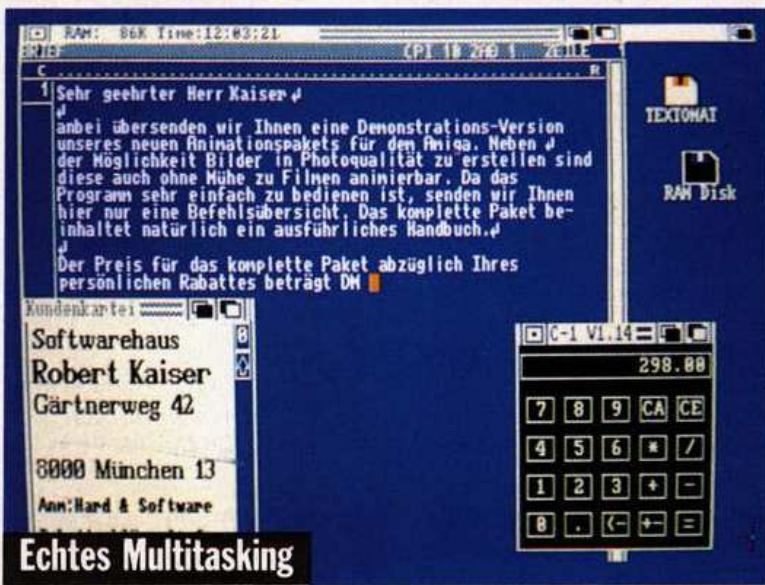 RAM: 86K Time:12:03:21
BRIEF CPI 10 ZAB 1 ZEILE
C R
1
Sehr geehrter Herr Kaiser↲
↲
anbei übersenden wir Ihnen eine Demonstrations-Version
unseres neuen Animationspakets für den Amiga. Neben ↲
der Möglichkeit Bilder in Photoqualität zu erstellen sind
diese auch ohne Mühe zu Filmen animierbar. Da das
Programm sehr einfach zu bedienen ist, senden wir Ihnen
hier nur eine Befehlsübersicht. Das komplette Paket be-
inhaltet natürlich ein ausführliches Handbuch.↲
↲
Der Preis für das komplette Paket abzüglich Ihres
persönlichen Rabattes beträgt DM
TEXTOMAT
RAM Disk
Kundenkartei
Softwarehaus
Robert Kaiser
Gärtnerweg 42
8000 München 13
Anm:Hard & Software
C-1 V1.14
298.00
7 8 9 CA CE
4 5 6 * /
1 2 3 + -
0 . <- +- =
Echtes Multitasking